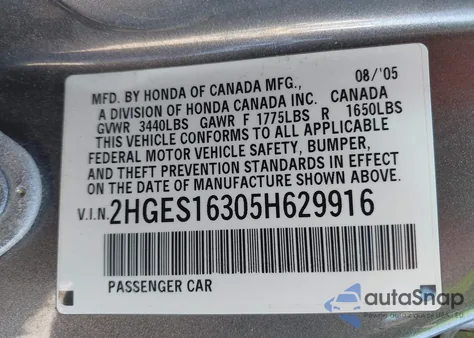 MFD. BY HONDA OF CANADA MFG., 08/'05
A DIVISION OF HONDA CANADA INC. CANADA
GVWR 3440LBS GAWR F 1775LBS R 1650LBS
THIS VEHICLE CONFORMS TO ALL APPLICABLE
FEDERAL MOTOR VEHICLE SAFETY, BUMPER,
AND THEFT PREVENTION STANDARDS IN EFFECT
ON THE DATE OF MANUFACTURE SHOWN ABOVE.
V.I.N. 2HGES16305H629916
PASSENGER CAR
autoSnap